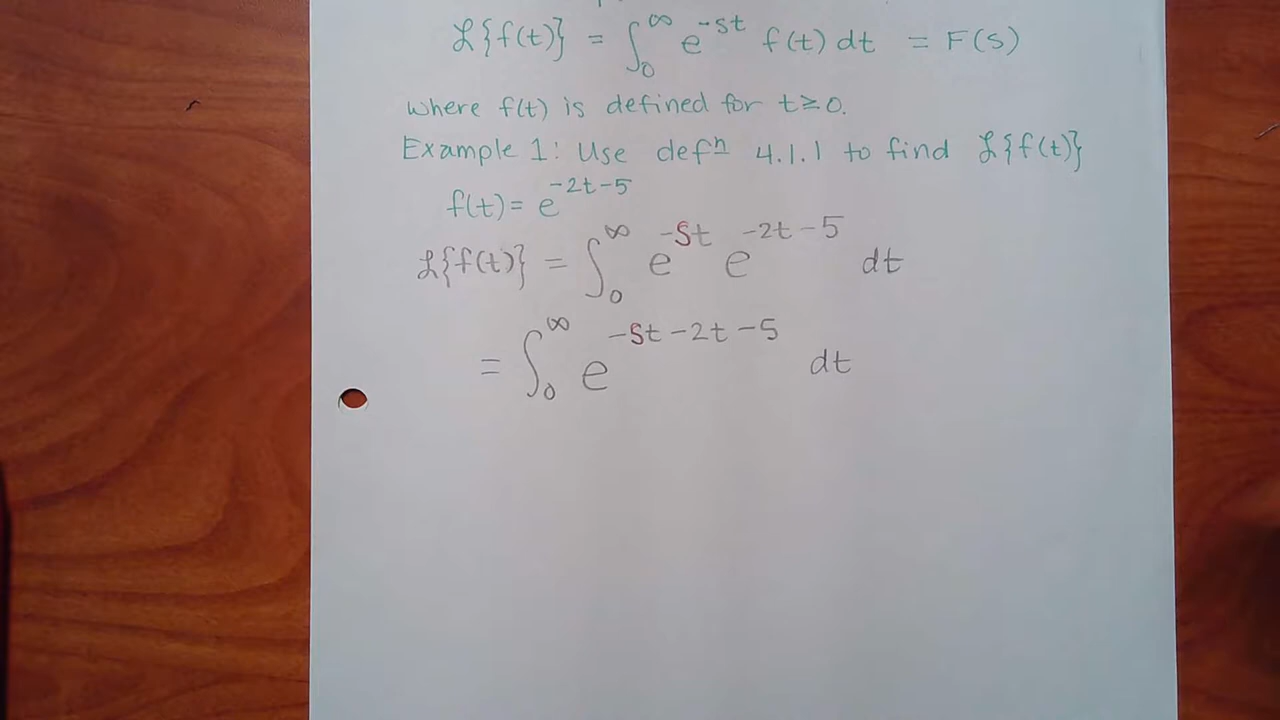 ℒ{f(t)} = ∫₀^∞ e^{-st} f(t) dt = F(s)
where f(t) is defined for t ≥ 0.
Example 1: Use defⁿ 4.1.1 to find ℒ{f(t)}
f(t) = e^{-2t-5}
ℒ{f(t)} = ∫₀^∞ e^{-st} e^{-2t-5} dt
= ∫₀^∞ e^{-st-2t-5} dt